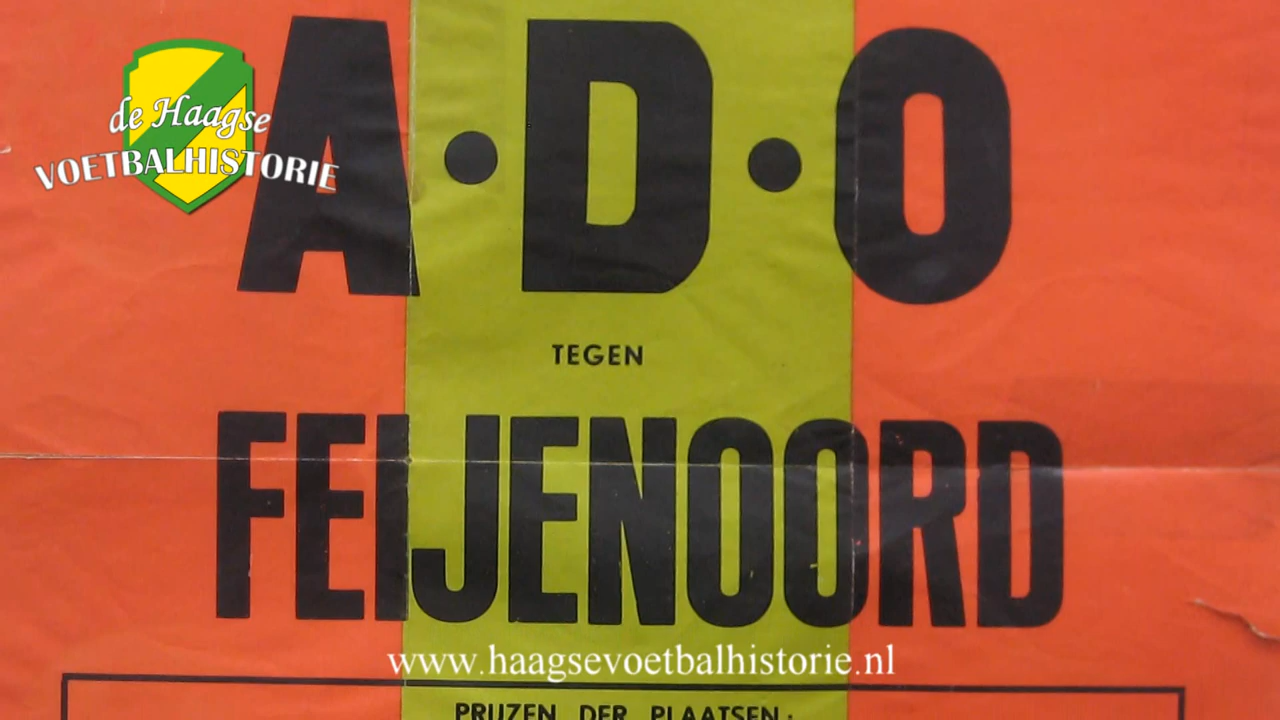 de Haagse
VOETBALHISTORIE
A·D·O
TEGEN
FEIJENOORD
www.haagsevoetbalhistorie.nl
PRIJZEN DER PLAATSEN: